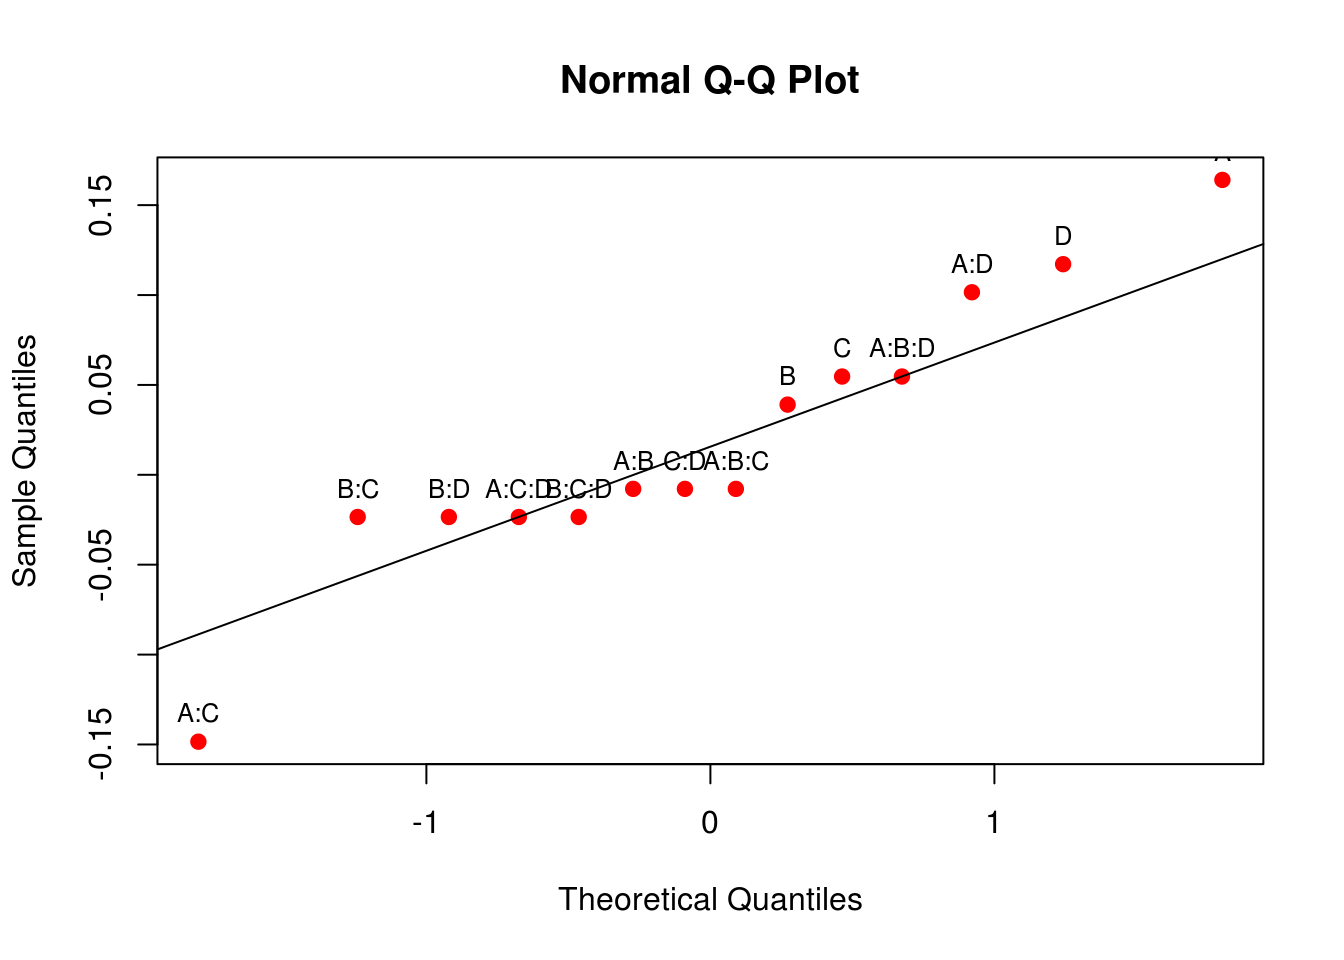 Normal Q-Q Plot
A
D
A:D
C A:B:D
B
A:B C:D A:B:C
B:C B:D A:C:D B:C:D
A:C
0.15
0.05
-0.05
-0.15
Sample Quantiles
-1 0 1
Theoretical Quantiles